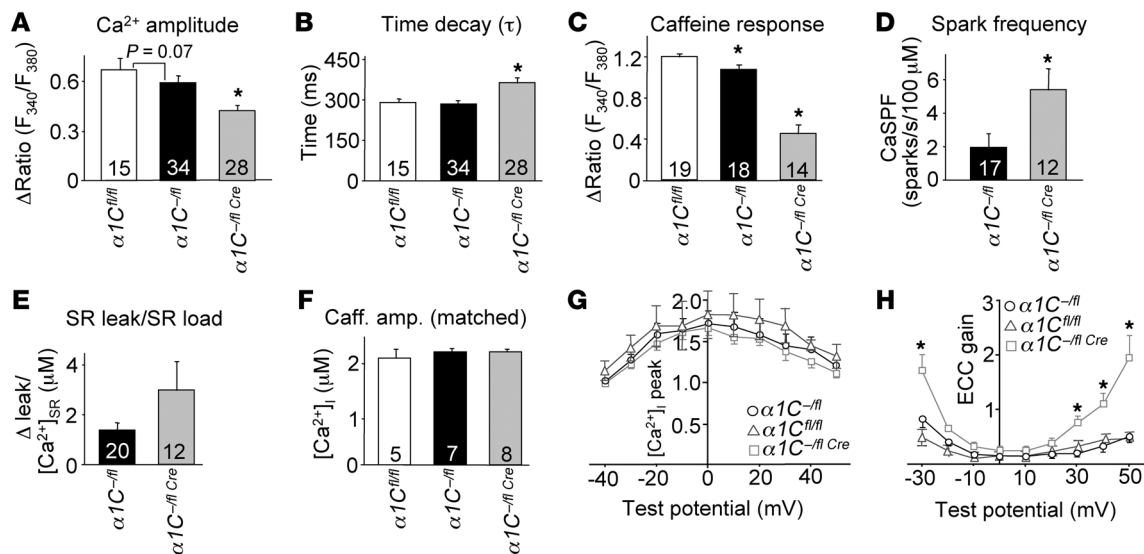 A
Ca2+ amplitude
P = 0.07
ΔRatio (F340/F380)
0.6
0.3
0
*
15
34
28
α1Cfl/fl
α1C–/fl
α1C–/fl Cre
B
Time decay (τ)
Time (ms)
450
300
150
0
*
15
34
28
α1Cfl/fl
α1C–/fl
α1C–/fl Cre
C
Caffeine response
ΔRatio (F340/F380)
1.2
0.8
0.4
0
*
*
19
18
14
α1Cfl/fl
α1C–/fl
α1C–/fl Cre
D
Spark frequency
CaSPF
(sparks/s/100 μM)
8
6
4
2
0
*
17
12
α1C–/fl
α1C–/fl Cre
E
SR leak/SR load
Δ leak/
[Ca2+]SR (μM)
4
2
0
20
12
α1C–/fl
α1C–/fl Cre
F
Caff. amp. (matched)
[Ca2+]I (μM)
2
1
0
5
7
8
α1Cfl/fl
α1C–/fl
α1C–/fl Cre
G
[Ca2+]I peak
2.0
1.5
1.0
0.5
α1C–/fl
α1Cfl/fl
α1C–/fl Cre
-40 -20 0 20 40
Test potential (mV)
H
ECC gain
3
2
1
α1C–/fl
α1Cfl/fl
α1C–/fl Cre
*
*
*
*
-30 -10 10 30 50
Test potential (mV)